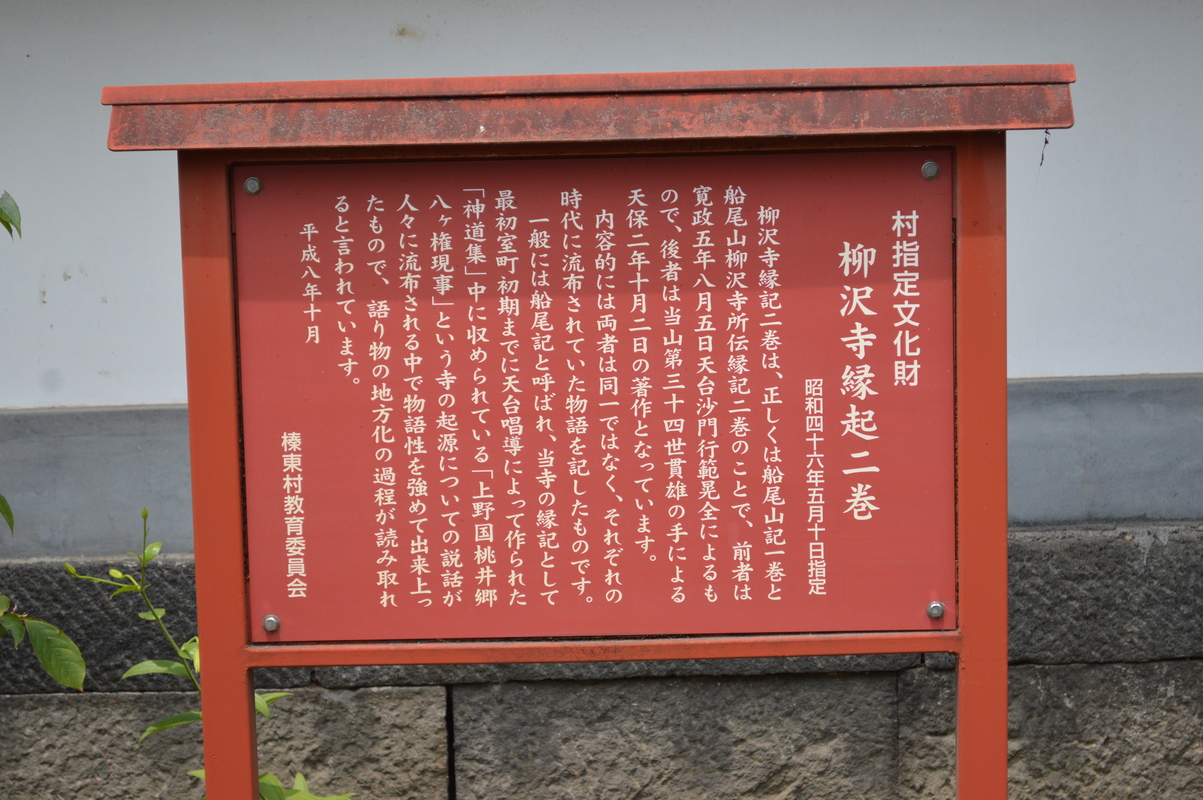 村指定文化財
柳沢寺縁起二巻
昭和四十六年五月十日指定
柳沢寺縁記二巻は、正しくは船尾山記一巻と
船尾山柳沢寺所伝縁記二巻のことで、前者は
寛政五年八月五日天台沙門行範晃全によるも
ので、後者は当山第三十四世貫雄の手による
天保二年十月二日の著作となっています。
内容的には両者は同一ではなく、それぞれの
時代に流布されていた物語を記したものです。
一般には船尾記と呼ばれ、当寺の縁記として
最初室町初期までに天台唱導によって作られた
「神道集」中に収められている「上野国桃井郷
八ヶ権現事」という寺の起源についての説話が
人々に流布される中で物語性を強めて出来上っ
たもので、語り物の地方化の過程が読み取れ
ると言われています。
平成八年十月
榛東村教育委員会